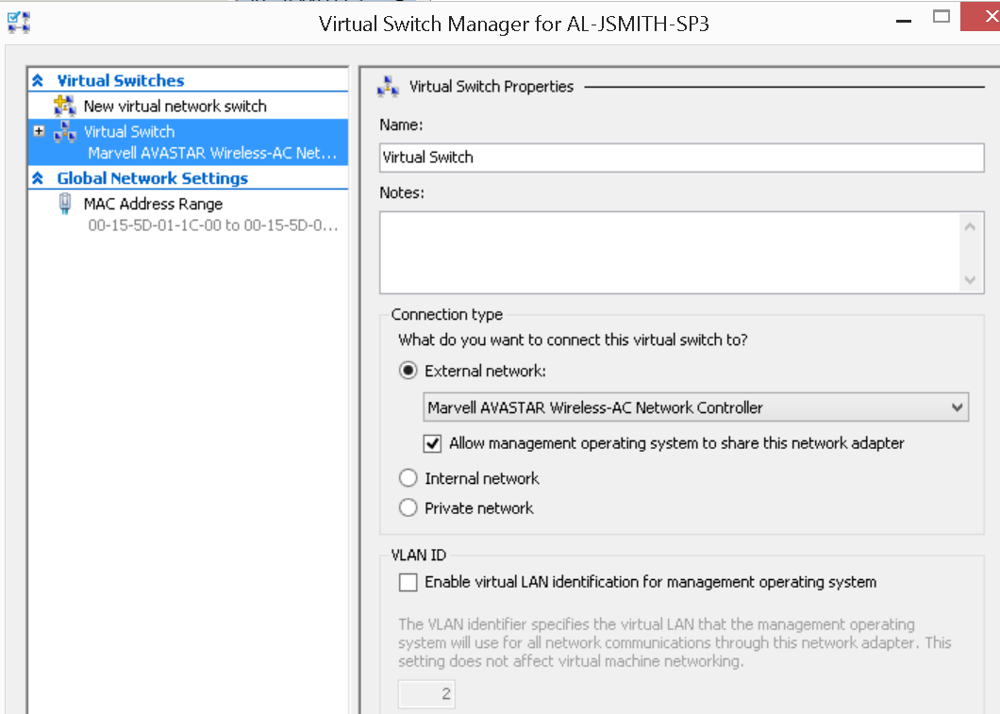 Virtual Switch Manager for AL-JSMITH-SP3
Virtual Switches
New virtual network switch
Virtual Switch
Marvell AVASTAR Wireless-AC Net...
Global Network Settings
MAC Address Range
00-15-5D-01-1C-00 to 00-15-5D-0...
Virtual Switch Properties
Name:
Virtual Switch
Notes:
Connection type
What do you want to connect this virtual switch to?
External network:
Marvell AVASTAR Wireless-AC Network Controller
Allow management operating system to share this network adapter
Internal network
Private network
VLAN ID
Enable virtual LAN identification for management operating system
The VLAN identifier specifies the virtual LAN that the management operating
system will use for all network communications through this network adapter. This
setting does not affect virtual machine networking.
2